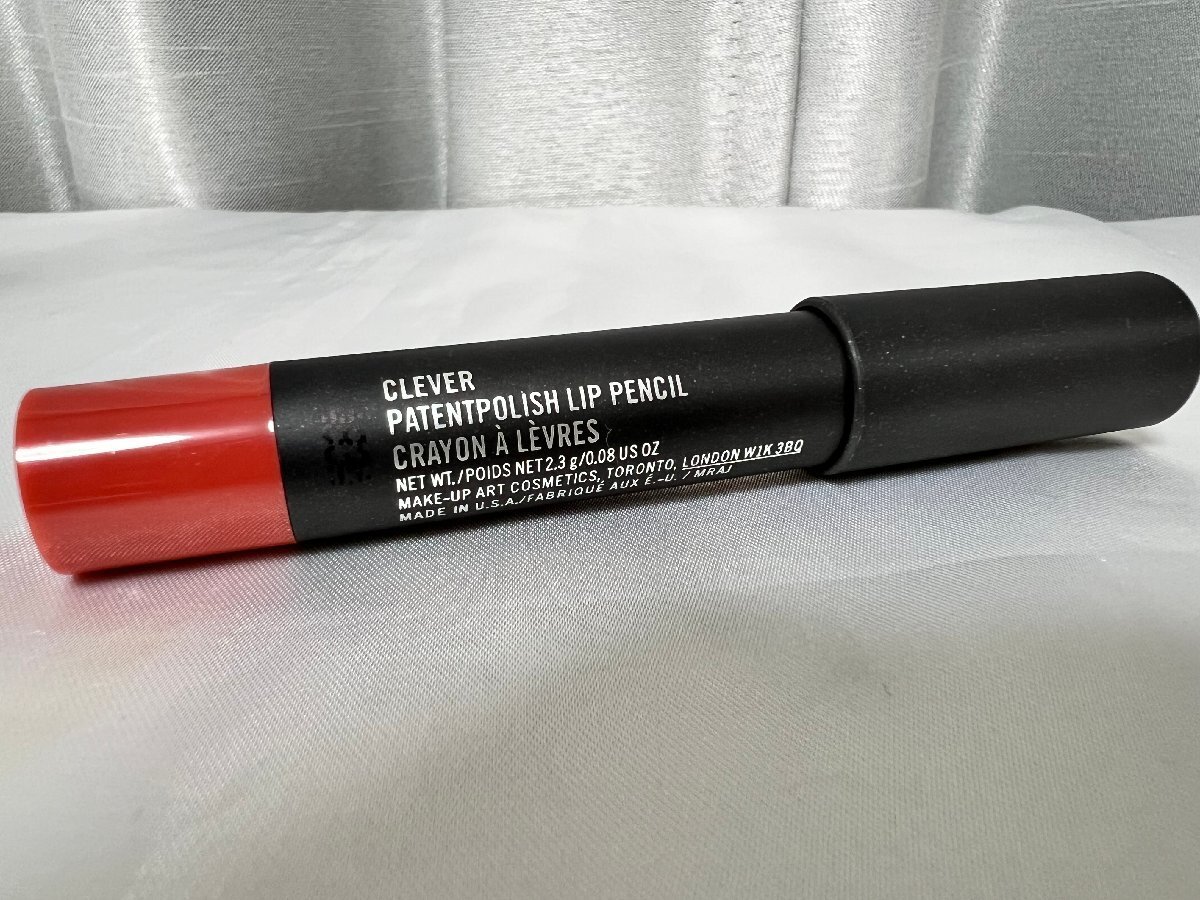 CLEVER
PATENTPOLISH LIP PENCIL
CRAYON À LÈVRES
NET WT./POIDS NET 2.3 g/0.08 US OZ
MAKE-UP ART COSMETICS, TORONTO, LONDON W1K 3BQ
MADE IN U.S.A./FABRIQUÉ AUX É.-U. / MRAJ